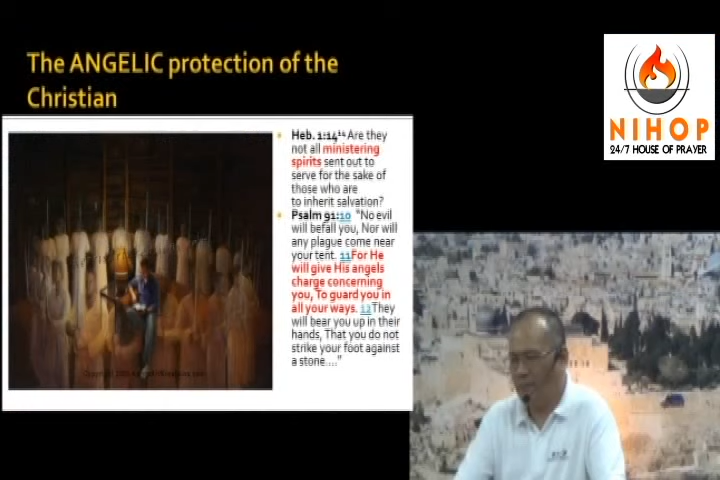 The ANGELIC protection of the
Christian
NIHOP
24/7 HOUSE OF PRAYER
Heb. 1:14 14 Are they
not all ministering
spirits sent out to
serve for the sake of
those who are
to inherit salvation?
Psalm 91:10 "No evil
will befall you, Nor will
any plague come near
your tent. 11For He
will give His angels
charge concerning
you, To guard you in
all your ways. 12They
will bear you up in their
hands, That you do not
strike your foot against
a stone...."